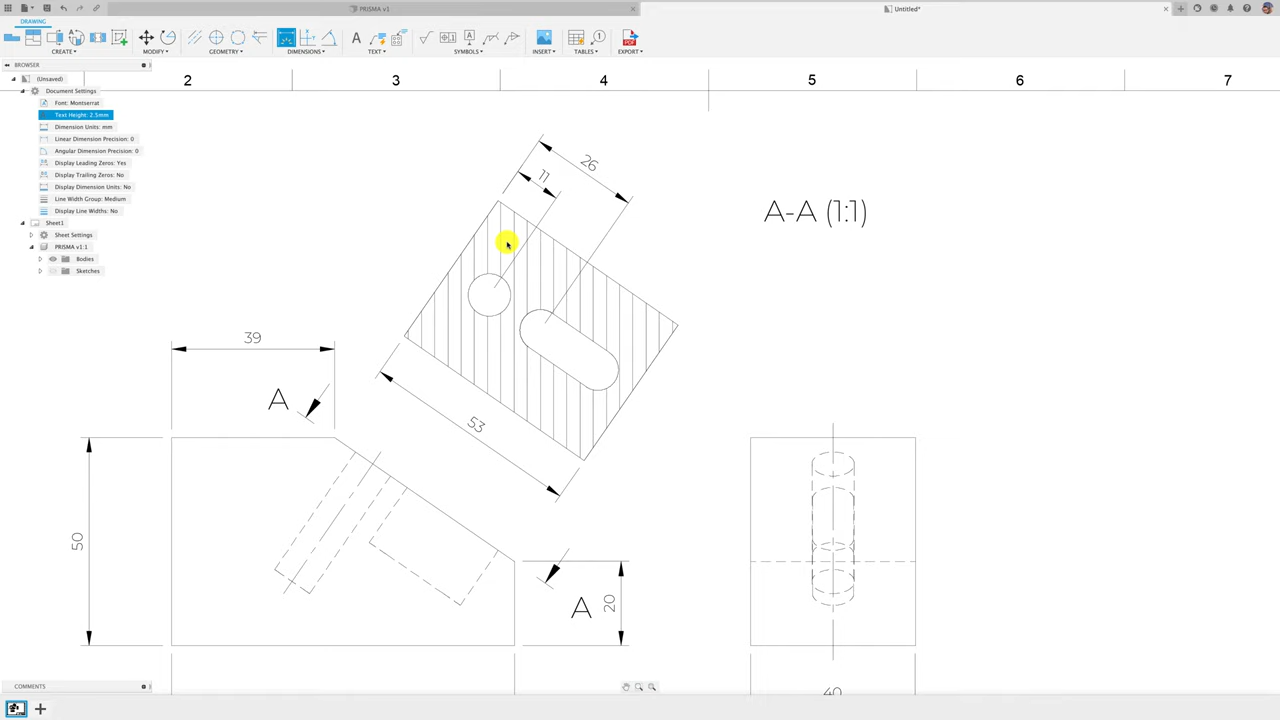 PRISMA v1
Untitled*
DRAWING
CREATE
MODIFY
GEOMETRY
DIMENSIONS
TEXT
SYMBOLS
INSERT
TABLES
EXPORT
BROWSER
2 3 4 5 6 7
(Unsaved)
Document Settings
Font: Montserrat
Text Height: 2.5mm
Dimension Units: mm
Linear Dimension Precision: 0
Angular Dimension Precision: 0
Display Leading Zeros: Yes
Display Trailing Zeros: No
Display Dimension Units: No
Line Width Group: Medium
Display Line Widths: No
Sheet1
Sheet Settings
PRISMA v1:1
Bodies
Sketches
26
11
A-A (1:1)
39
A
53
50
A
20
40
COMMENTS